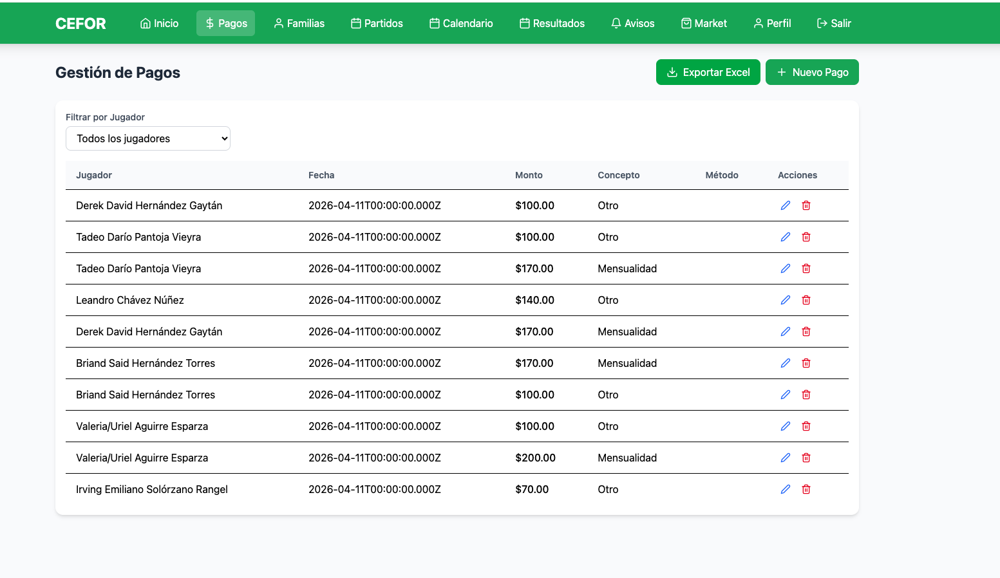 CEFOR Inicio Pagos Familias Partidos Calendario Resultados Avisos Market Perfil Salir
Gestión de Pagos Exportar Excel Nuevo Pago
Filtrar por Jugador
Todos los jugadores
Jugador Fecha Monto Concepto Método Acciones
Derek David Hernández Gaytán 2026-04-11T00:00:00.000Z $100.00 Otro
Tadeo Darío Pantoja Vieyra 2026-04-11T00:00:00.000Z $100.00 Otro
Tadeo Darío Pantoja Vieyra 2026-04-11T00:00:00.000Z $170.00 Mensualidad
Leandro Chávez Núñez 2026-04-11T00:00:00.000Z $140.00 Otro
Derek David Hernández Gaytán 2026-04-11T00:00:00.000Z $170.00 Mensualidad
Briand Said Hernández Torres 2026-04-11T00:00:00.000Z $170.00 Mensualidad
Briand Said Hernández Torres 2026-04-11T00:00:00.000Z $100.00 Otro
Valeria/Uriel Aguirre Esparza 2026-04-11T00:00:00.000Z $100.00 Otro
Valeria/Uriel Aguirre Esparza 2026-04-11T00:00:00.000Z $200.00 Mensualidad
Irving Emiliano Solórzano Rangel 2026-04-11T00:00:00.000Z $70.00 Otro